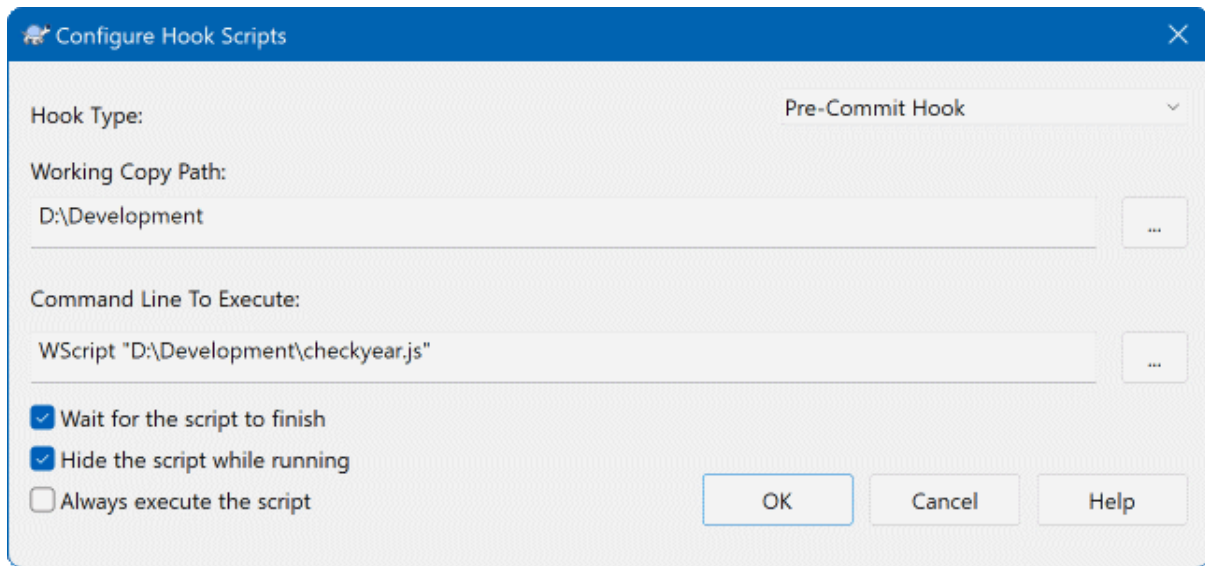 Configure Hook Scripts
Hook Type:
Pre-Commit Hook
Working Copy Path:
D:\Development
...
Command Line To Execute:
WScript "D:\Development\checkyear.js"
...
Wait for the script to finish
Hide the script while running
Always execute the script
OK
Cancel
Help